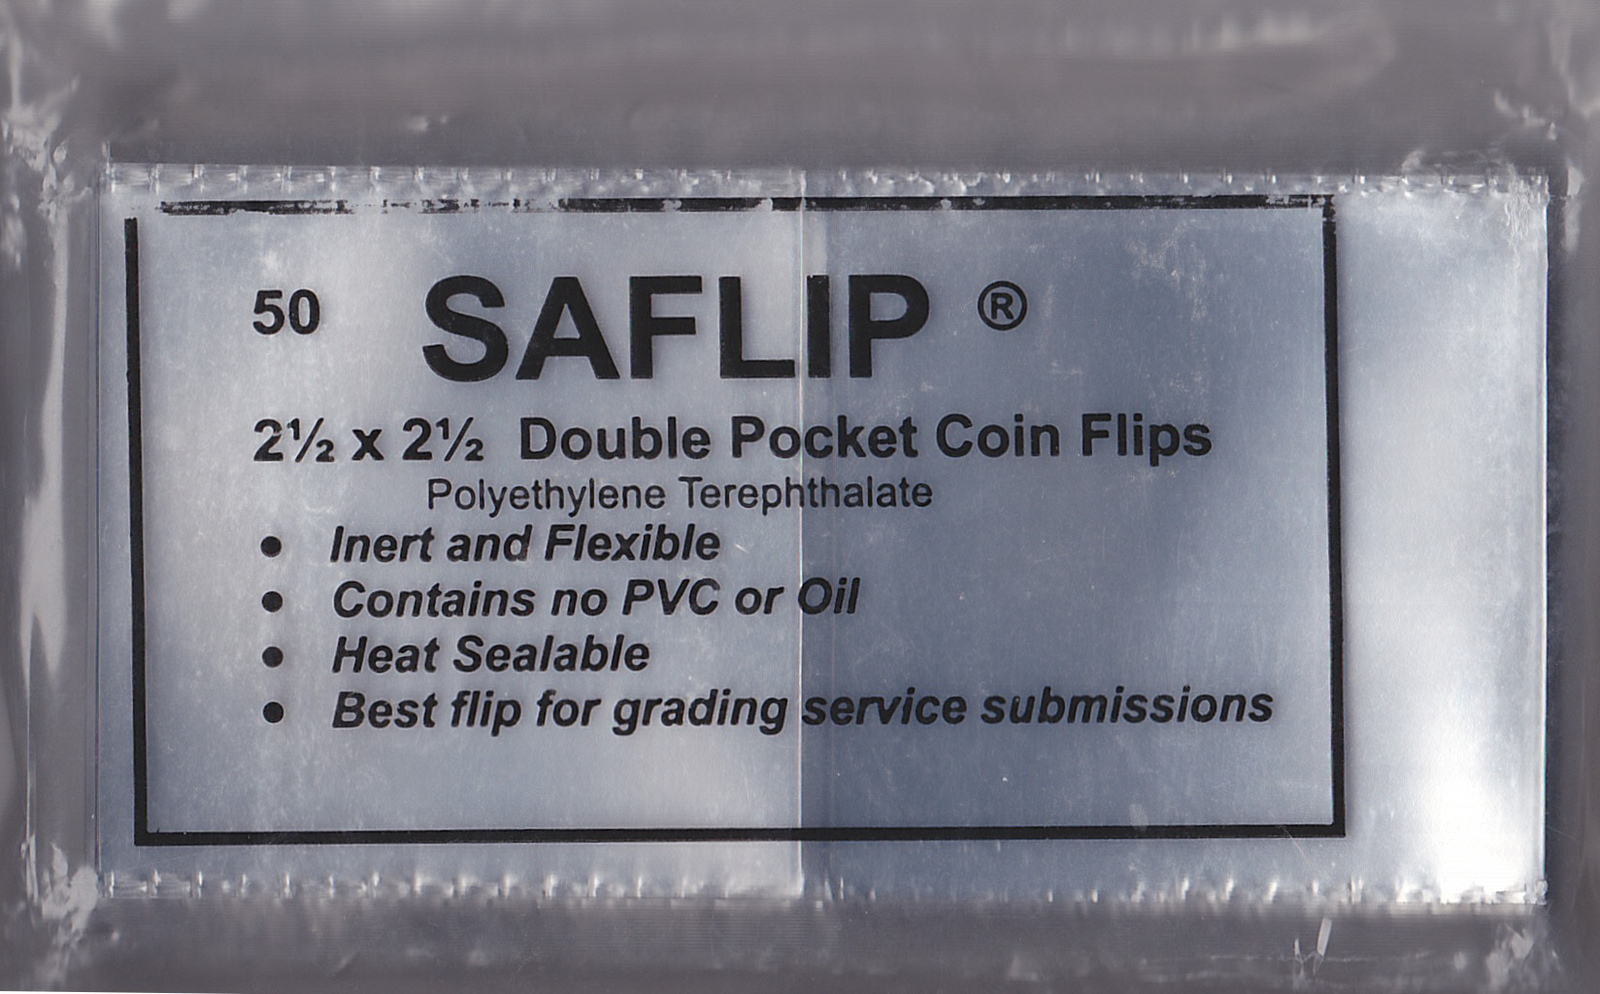 50 SAFLIP ®
2½ x 2½ Double Pocket Coin Flips
Polyethylene Terephthalate
• Inert and Flexible
• Contains no PVC or Oil
• Heat Sealable
• Best flip for grading service submissions